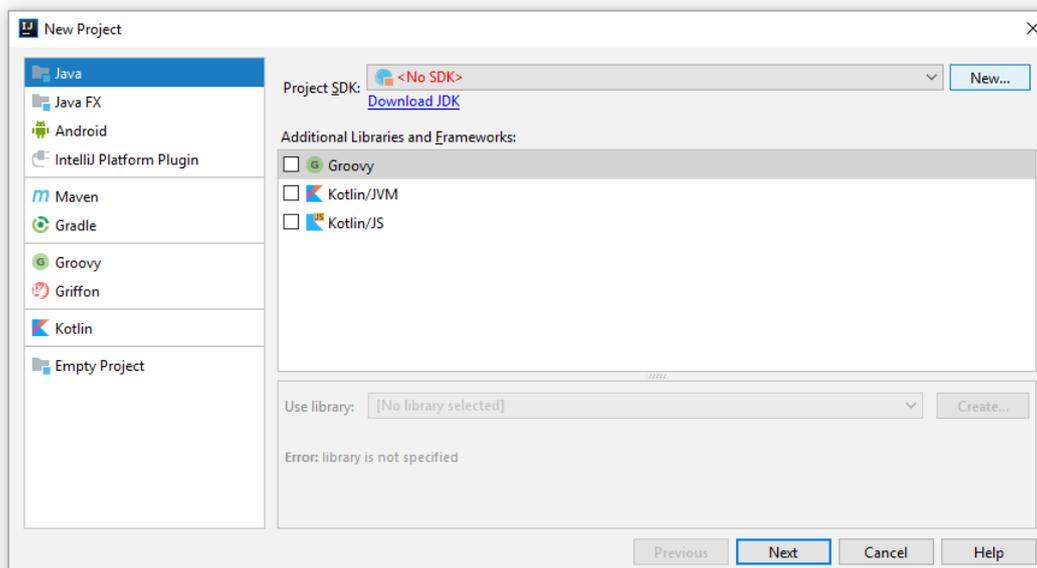 New Project
Java
Java FX
Android
IntelliJ Platform Plugin
Maven
Gradle
Groovy
Griffon
Kotlin
Empty Project
Project SDK: <No SDK> New...
Download JDK
Additional Libraries and Frameworks:
Groovy
Kotlin/JVM
Kotlin/JS
Use library: [No library selected] Create...
Error: library is not specified
Previous Next Cancel Help